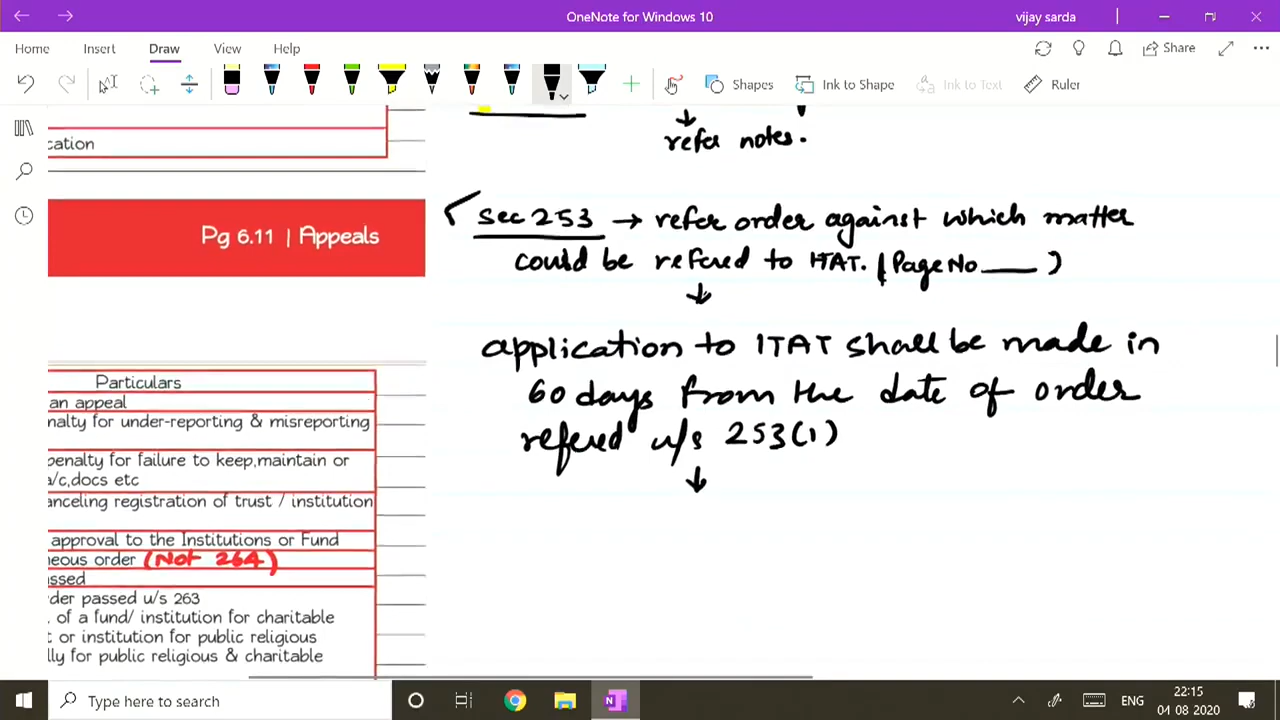 OneNote for Windows 10
vijay sarda
Home Insert Draw View Help
Share
Shapes
Ink to Shape
Ink to Text
Ruler
cation
refer notes.
Pg 6.11 | Appeals
sec 253 → refer order against which matter
could be refered to ITAT. (Page No ____ )
application to ITAT shall be made in
60 days from the date of order
refered u/s 253(1)
Particulars
an appeal
nalty for under-reporting & misreporting
penalty for failure to keep,maintain or
a/c,docs etc
anceling registration of trust / institution
approval to the Institutions or Fund
neous order (Not 264)
assed
rder passed u/s 263
. of a fund/ institution for charitable
t or institution for public religious
lly for public religious & charitable
Type here to search
ENG
22:15
04-08-2020